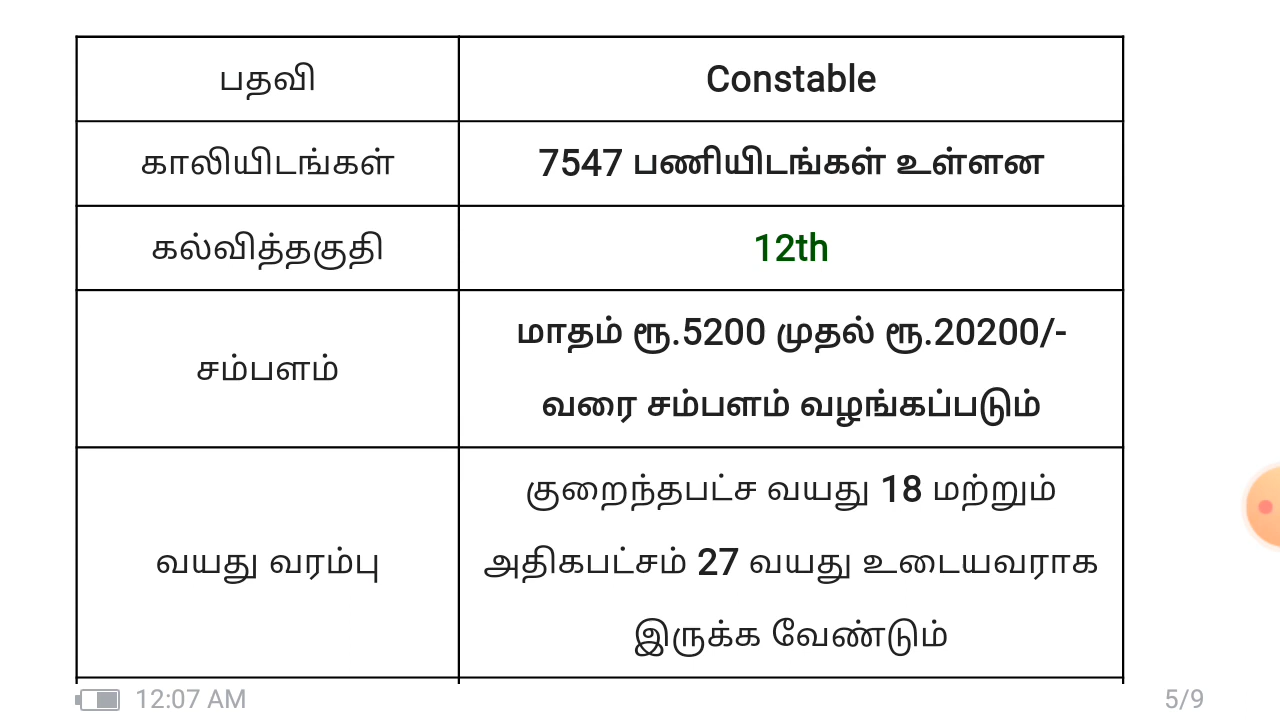 பதவி
Constable
காலியிடங்கள்
7547 பணியிடங்கள் உள்ளன
கல்வித்தகுதி
12th
சம்பளம்
மாதம் ரூ.5200 முதல் ரூ.20200/-
வரை சம்பளம் வழங்கப்படும்
வயது வரம்பு
குறைந்தபட்ச வயது 18 மற்றும்
அதிகபட்சம் 27 வயது உடையவராக
இருக்க வேண்டும்
12:07 AM
5/9